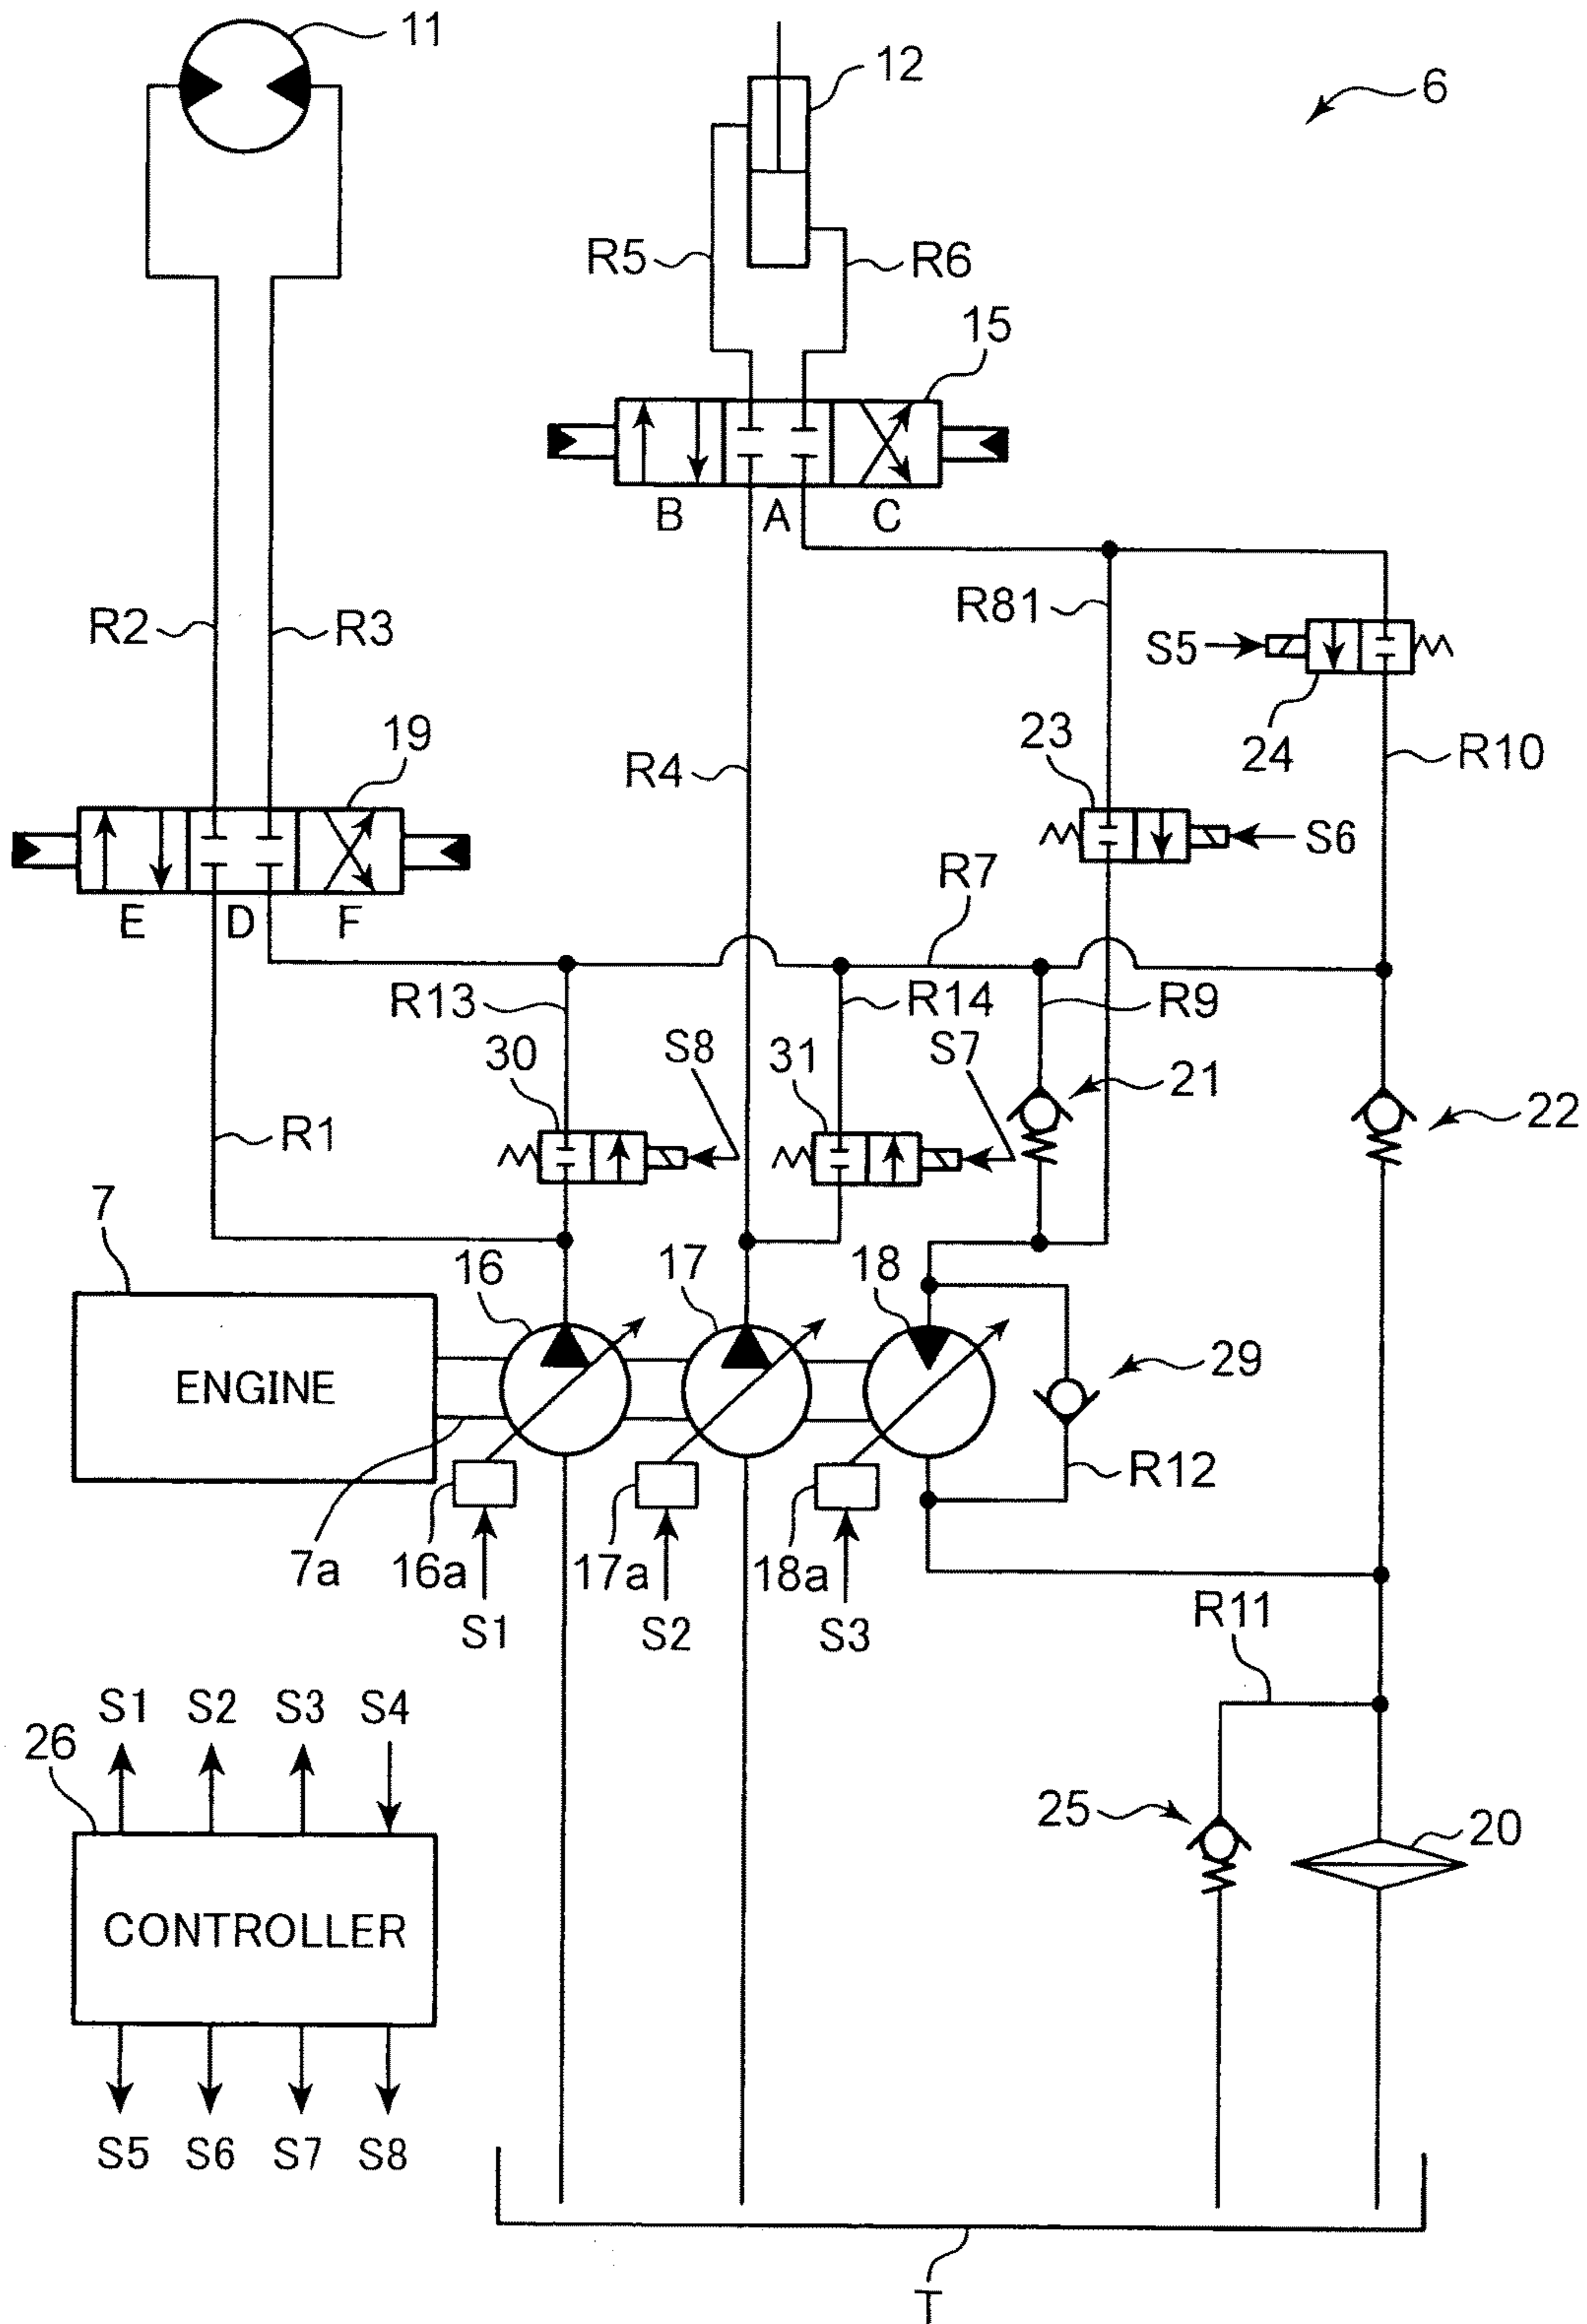 11
12
6
R5
R6
15
B
A
C
R81
R2
R3
S5
24
R10
19
23
R4
S6
E
D
F
R7
R13
R14
R9
30
S8
31
S7
21
22
R1
7
16
17
18
ENGINE
29
R12
7a
16a
17a
18a
S1
S2
S3
R11
S1
S2
S3
S4
26
25
20
CONTROLLER
S5
S6
S7
S8
T